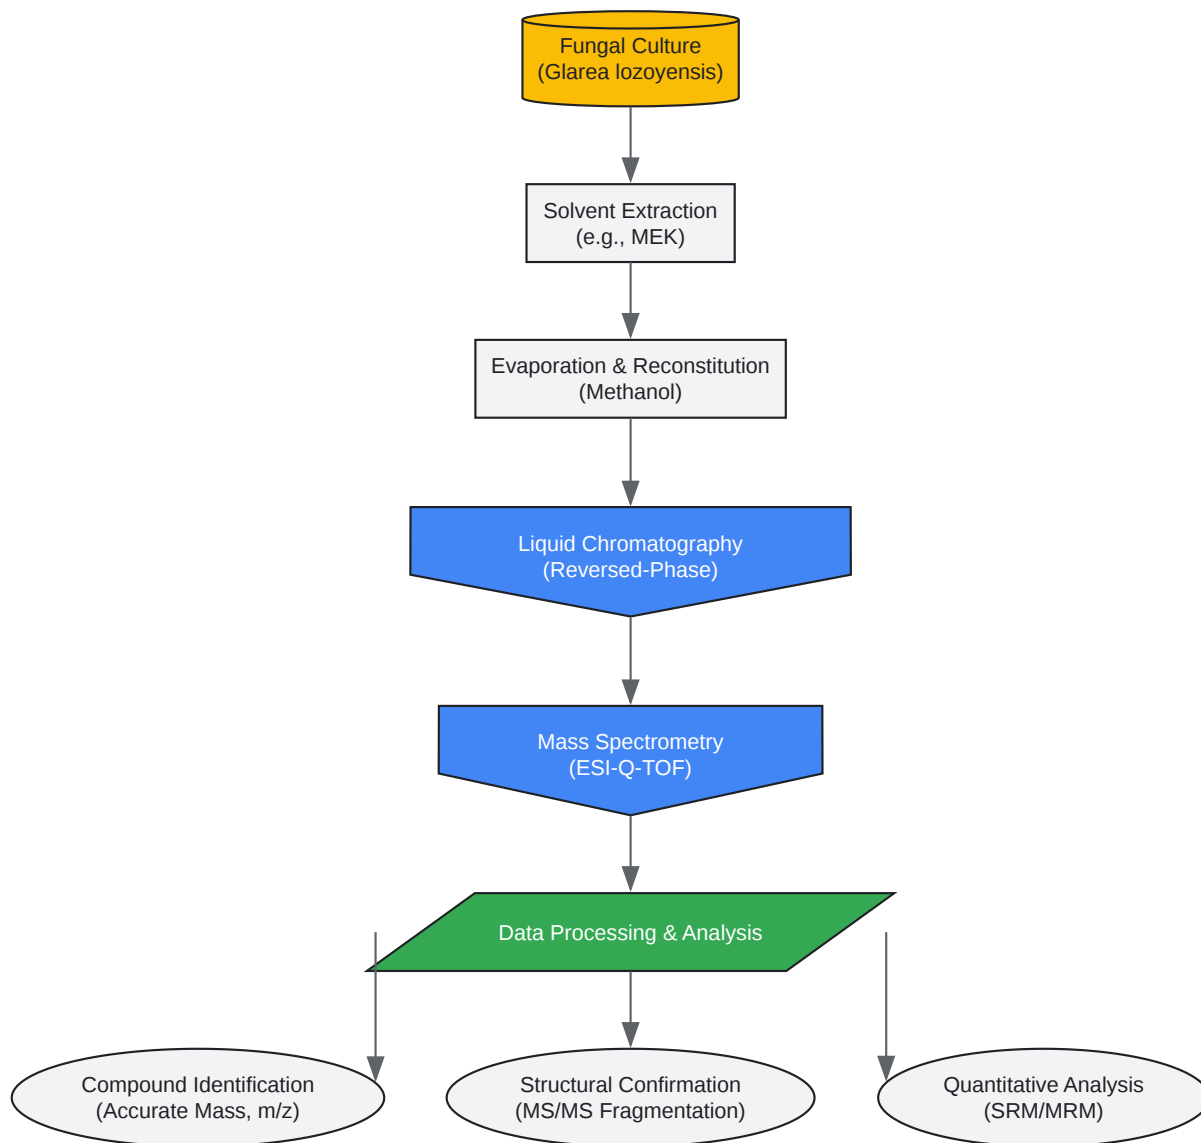 Fungal Culture
(Glarea lozoyensis)
Solvent Extraction
(e.g., MEK)
Evaporation & Reconstitution
(Methanol)
Liquid Chromatography
(Reversed-Phase)
Mass Spectrometry
(ESI-Q-TOF)
Data Processing & Analysis
Compound Identification
(Accurate Mass, m/z)
Structural Confirmation
(MS/MS Fragmentation)
Quantitative Analysis
(SRM/MRM)